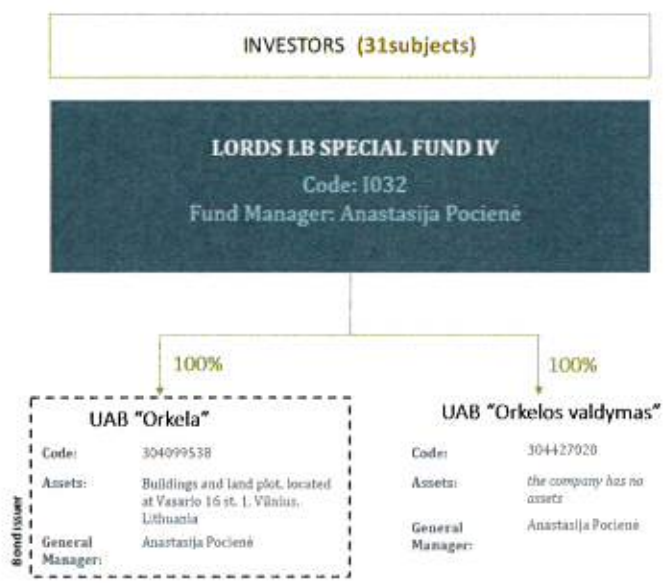 INVESTORS (31subjects)
LORDS LB SPECIAL FUND IV
Code: I032
Fund Manager: Anastasija Pocienė
100%
100%
UAB "Orkela"
Code: 304099538
Assets: Buildings and land plot, located
at Vasario 16 st. 1, Vilnius,
Lithuania
General Manager: Anastasija Pocienė
Bond issuer
UAB "Orkelos valdymas"
Code: 304427020
Assets: the company has no
assets
General Manager: Anastasija Pocienė